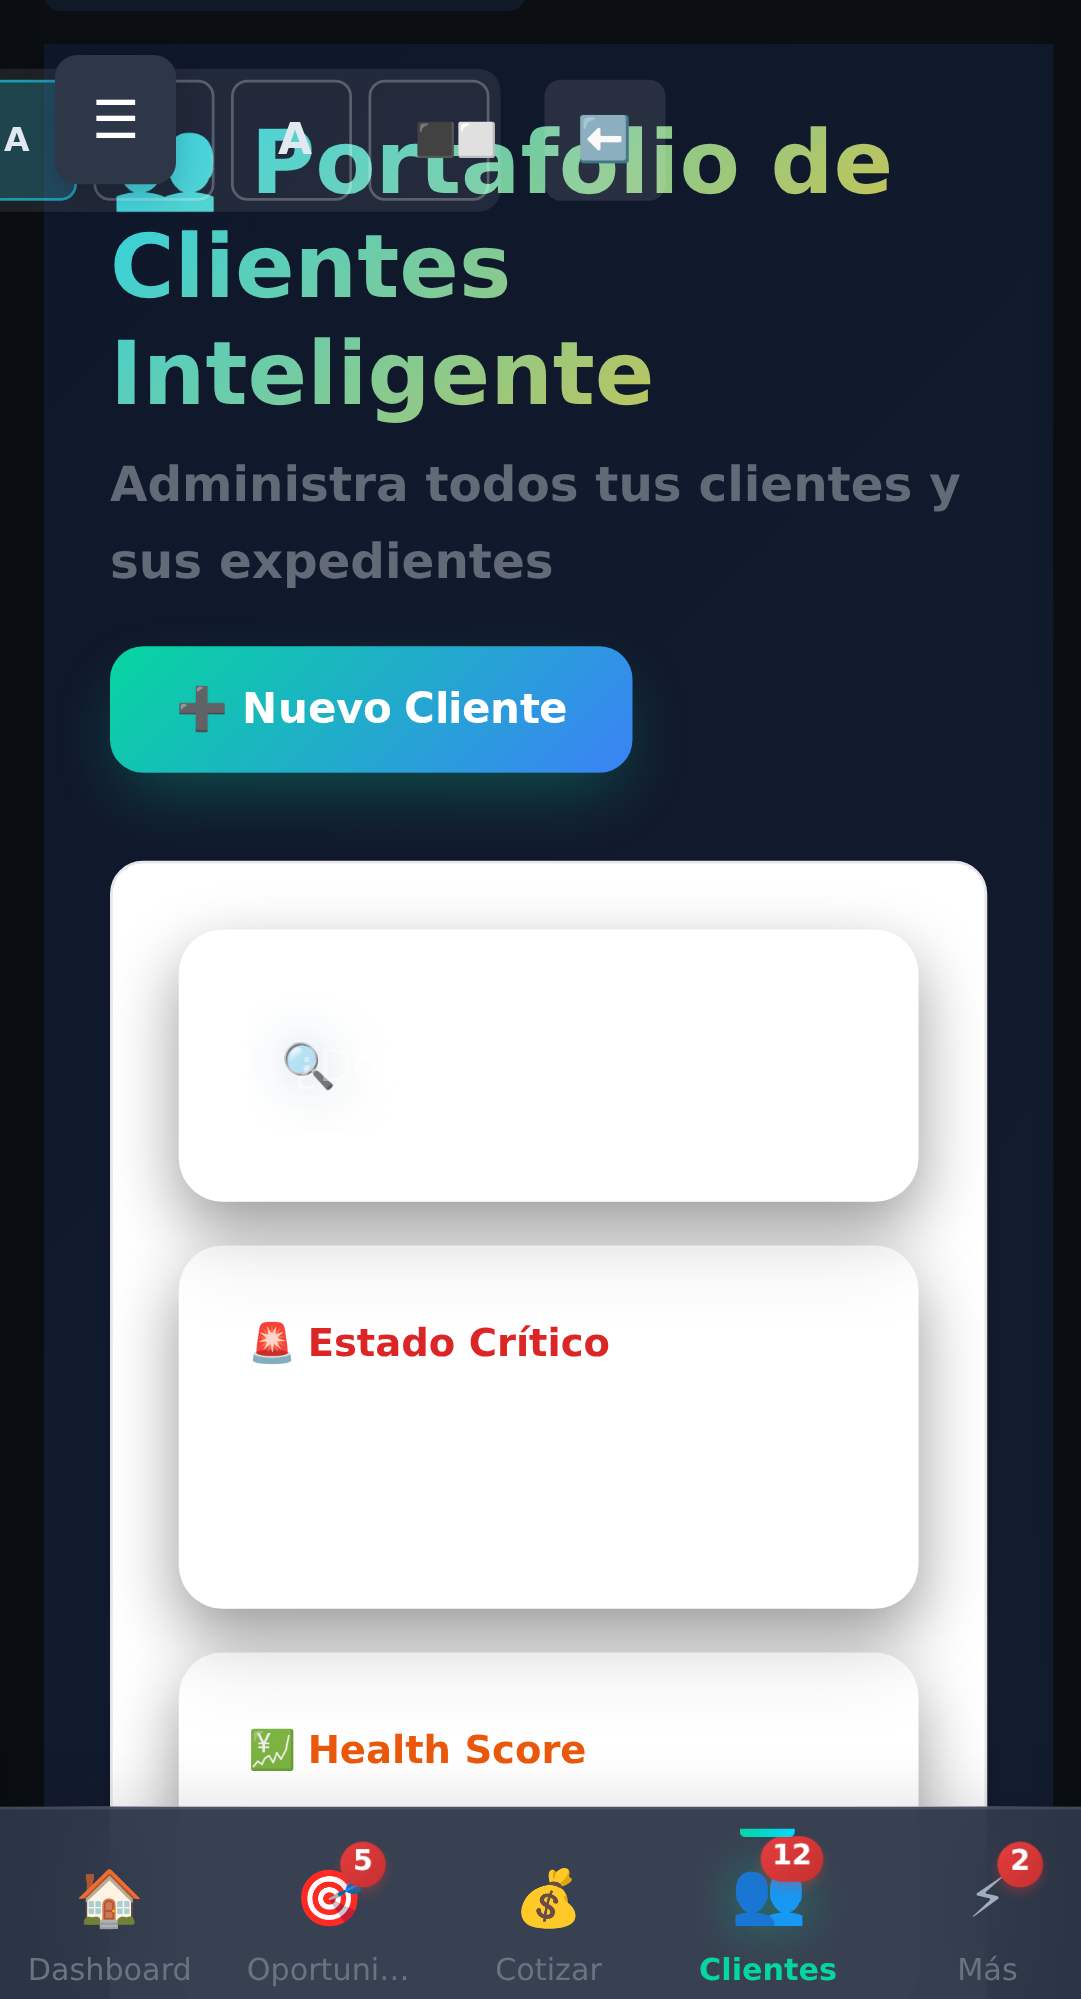 A
☰
A
⬛⬜
⬅️
👥 Portafolio de
Clientes
Inteligente
Administra todos tus clientes y
sus expedientes
➕ Nuevo Cliente
🔍
🚨 Estado Crítico
💹 Health Score
5
12
2
Dashboard
Oportuni...
Cotizar
Clientes
Más